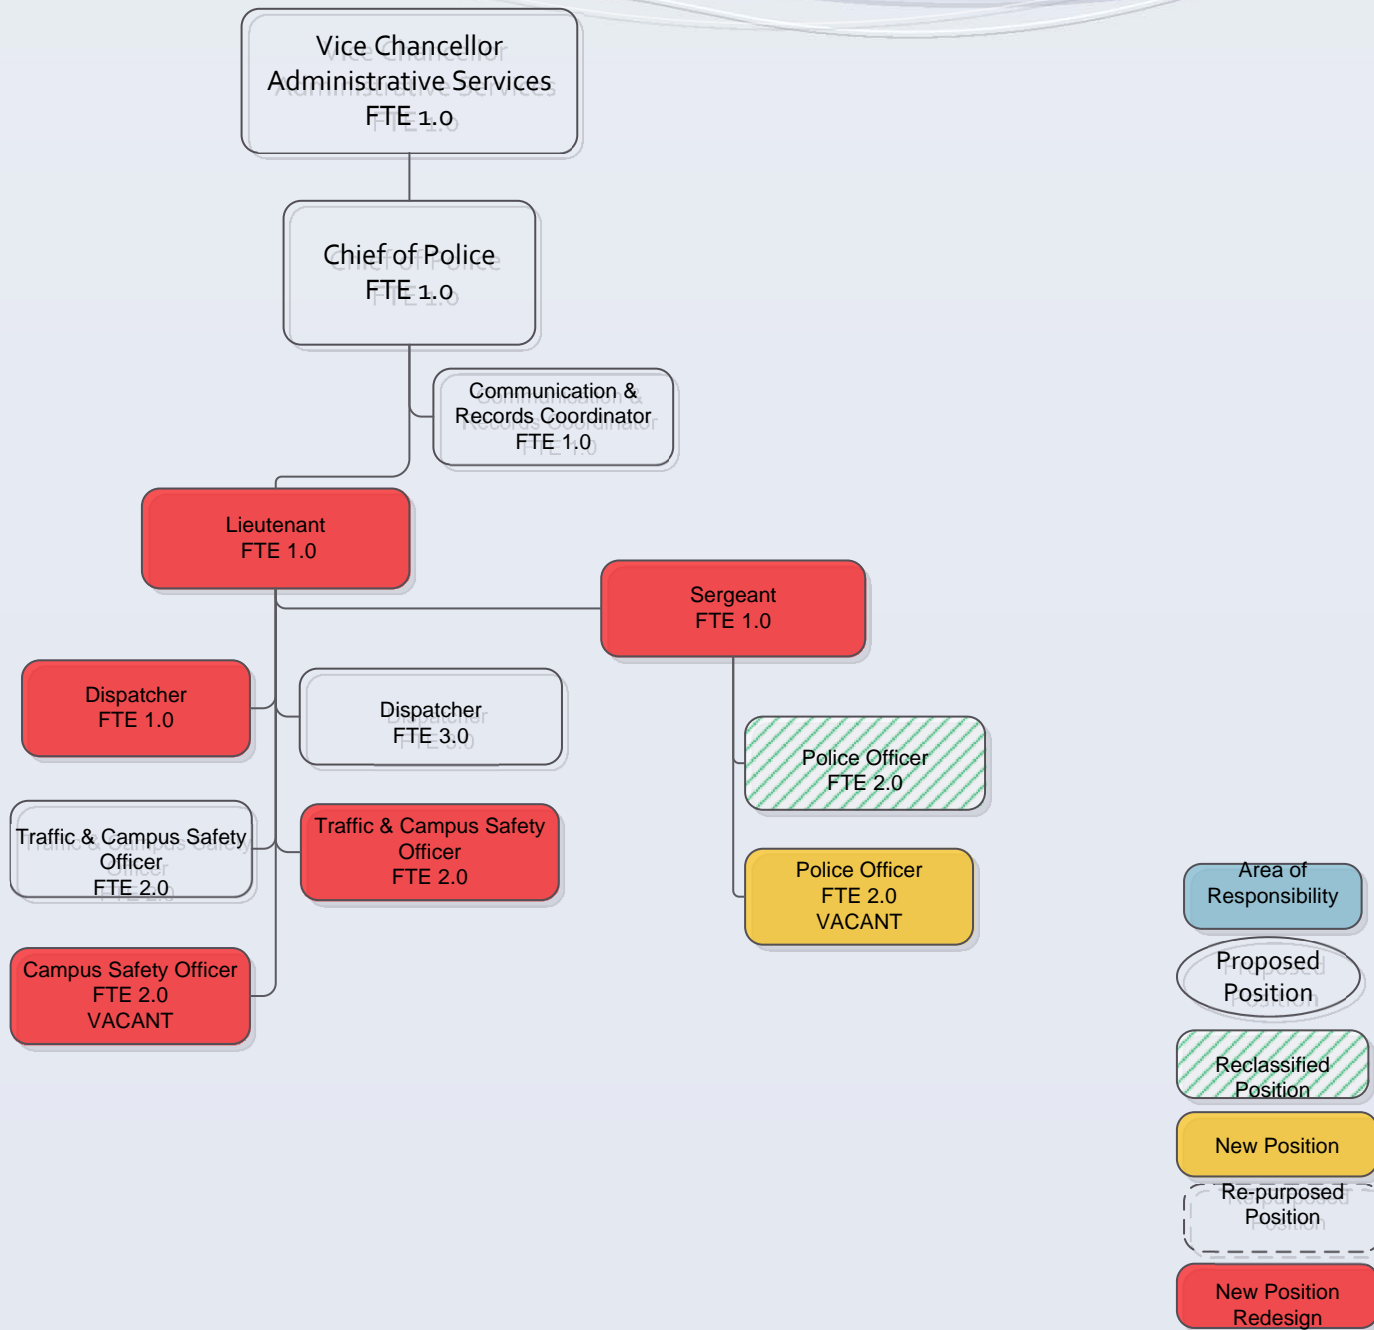 Vice Chancellor
Administrative Services
FTE 1.0
Chief of Police
FTE 1.0
Communication &
Records Coordinator
FTE 1.0
Lieutenant
FTE 1.0
Sergeant
FTE 1.0
Dispatcher
FTE 1.0
Dispatcher
FTE 3.0
Police Officer
FTE 2.0
Traffic & Campus Safety
Officer
FTE 2.0
Traffic & Campus Safety
Officer
FTE 2.0
Police Officer
FTE 2.0
VACANT
Campus Safety Officer
FTE 2.0
VACANT
Area of
Responsibility
Proposed
Position
Reclassified
Position
New Position
Re-purposed
Position
New Position
Redesign